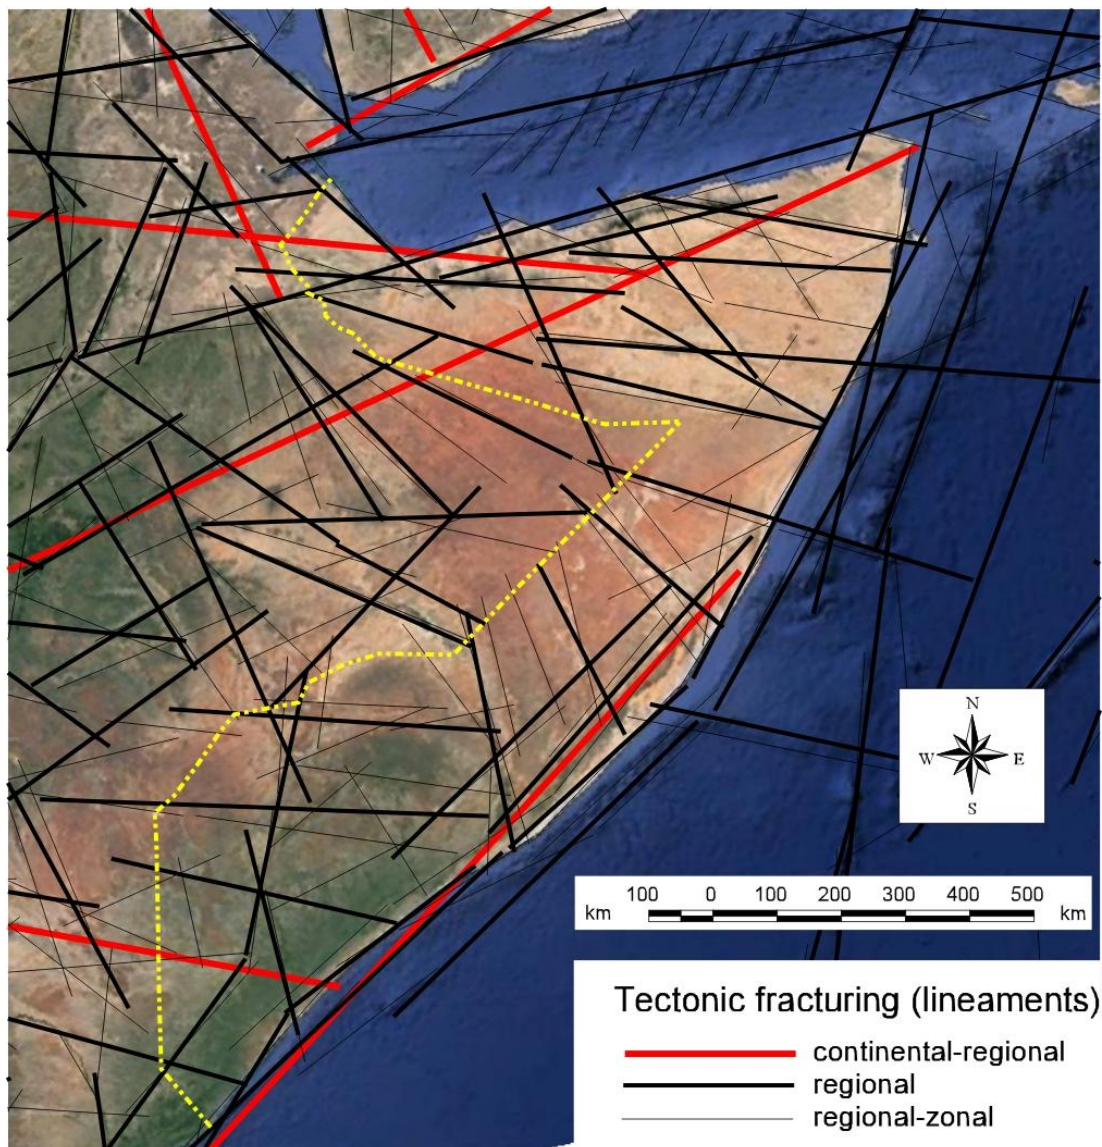 N
W E
S
100 0 100 200 300 400 500
km km
Tectonic fracturing (lineaments)
continental-regional
regional
regional-zonal